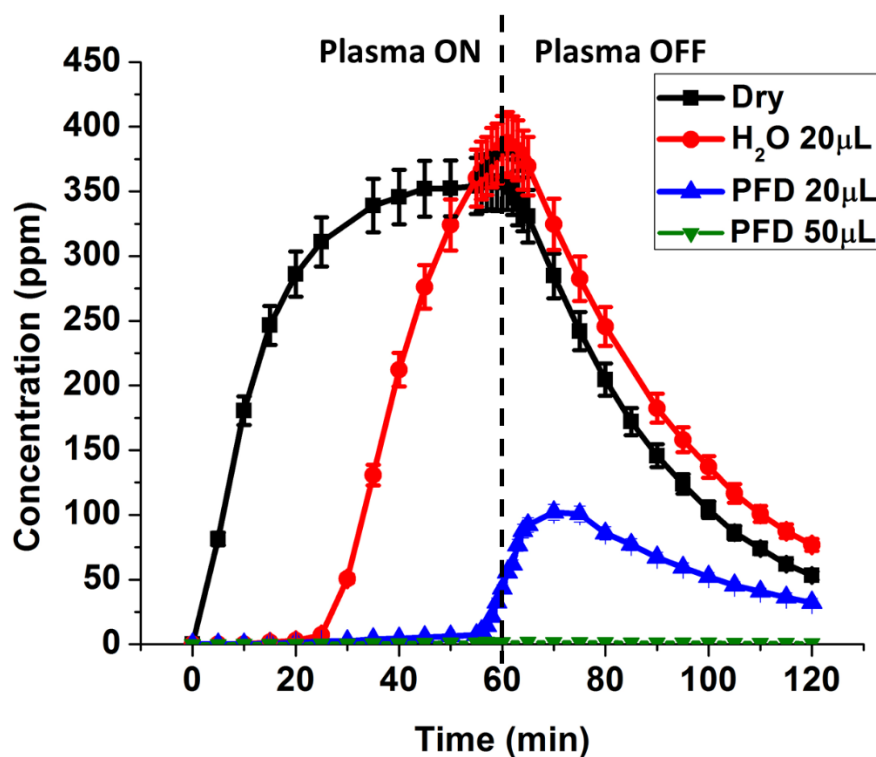 Plasma ON
Plasma OFF
450
400
350
300
250
200
150
100
50
0
Concentration (ppm)
Dry
H₂O 20μL
PFD 20μL
PFD 50μL
0 20 40 60 80 100 120
Time (min)